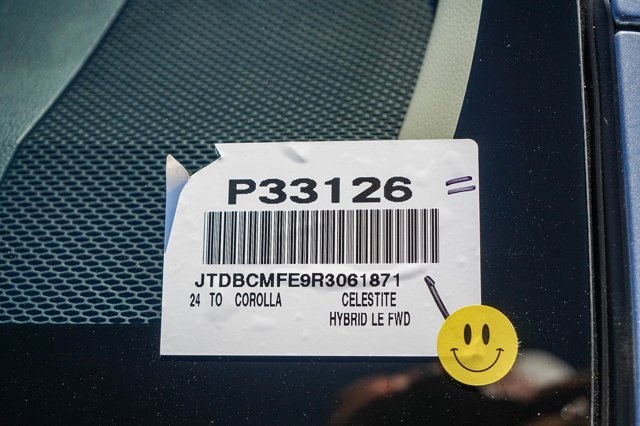 P33126
JTDBCMFE9R3061871
24 TO COROLLA CELESTITE
HYBRID LE FWD